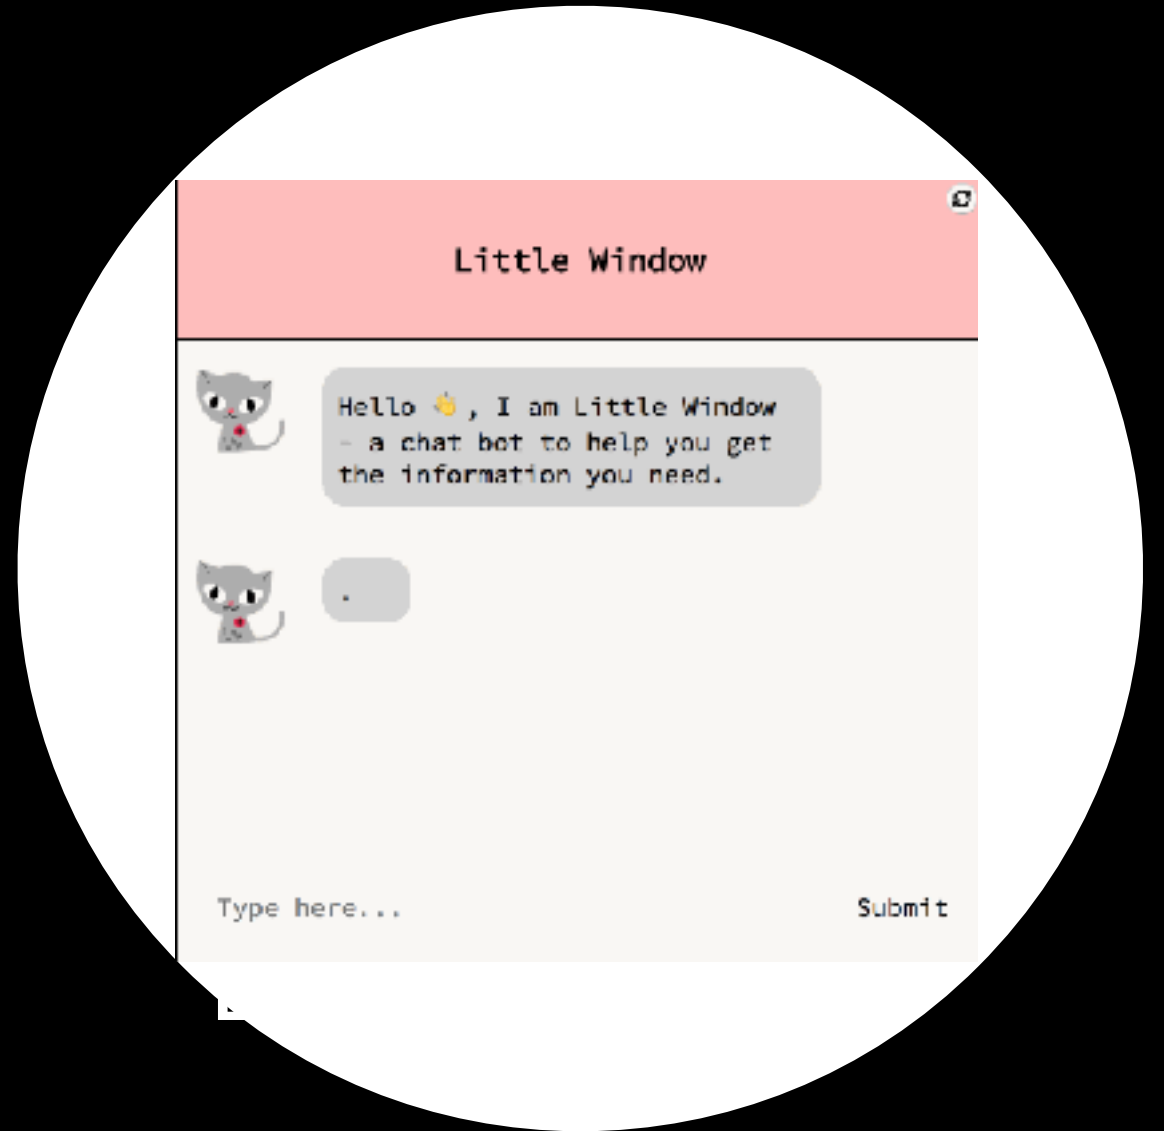 Little Window
Hello 👋, I am Little Window
- a chat bot to help you get
the information you need.
.
Type here...
Submit